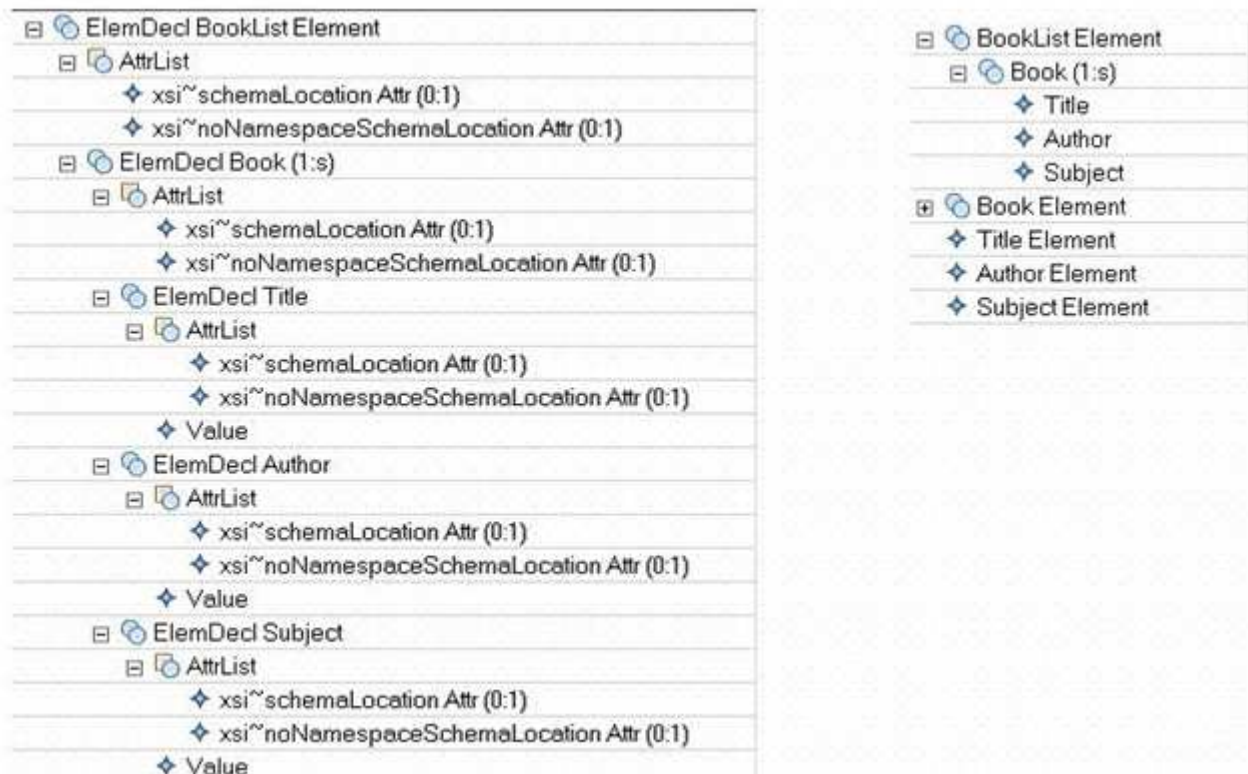 ElemDecl BookList Element
AttrList
xsi~schemaLocation Attr (0:1)
xsi~noNamespaceSchemaLocation Attr (0:1)
ElemDecl Book (1:s)
AttrList
xsi~schemaLocation Attr (0:1)
xsi~noNamespaceSchemaLocation Attr (0:1)
ElemDecl Title
AttrList
xsi~schemaLocation Attr (0:1)
xsi~noNamespaceSchemaLocation Attr (0:1)
Value
ElemDecl Author
AttrList
xsi~schemaLocation Attr (0:1)
xsi~noNamespaceSchemaLocation Attr (0:1)
Value
ElemDecl Subject
AttrList
xsi~schemaLocation Attr (0:1)
xsi~noNamespaceSchemaLocation Attr (0:1)
Value
BookList Element
Book (1:s)
Title
Author
Subject
Book Element
Title Element
Author Element
Subject Element